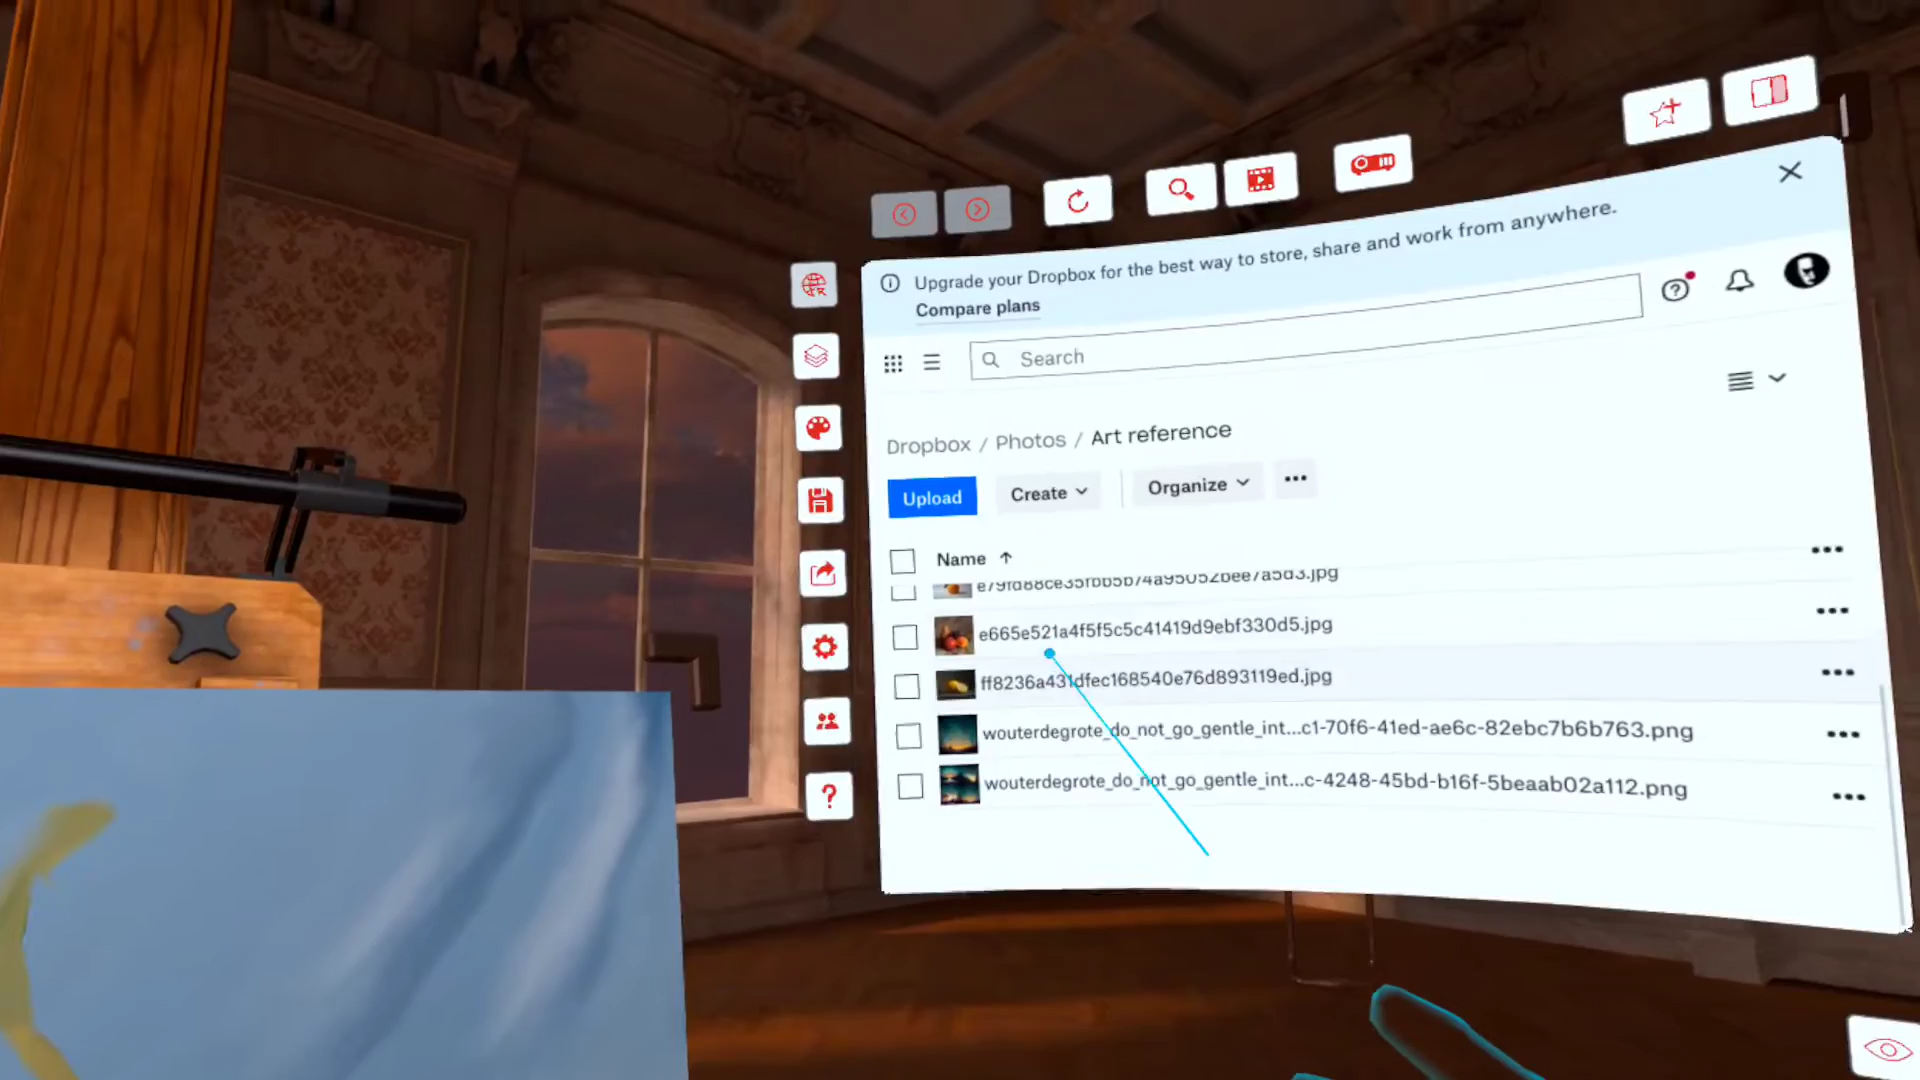 Upgrade your Dropbox for the best way to store, share and work from anywhere.
Compare plans
Search
Dropbox / Photos / Art reference
Upload
Create
Organize
Name ↑
e79fd88ce35fbb5b74a95052bee7a5d3.jpg
e665e521a4f5f5c5c41419d9ebf330d5.jpg
ff8236a431dfec168540e76d893119ed.jpg
wouterdegrote_do_not_go_gentle_int...c1-70f6-41ed-ae6c-82ebc7b6b763.png
wouterdegrote_do_not_go_gentle_int...c-4248-45bd-b16f-5beaab02a112.png